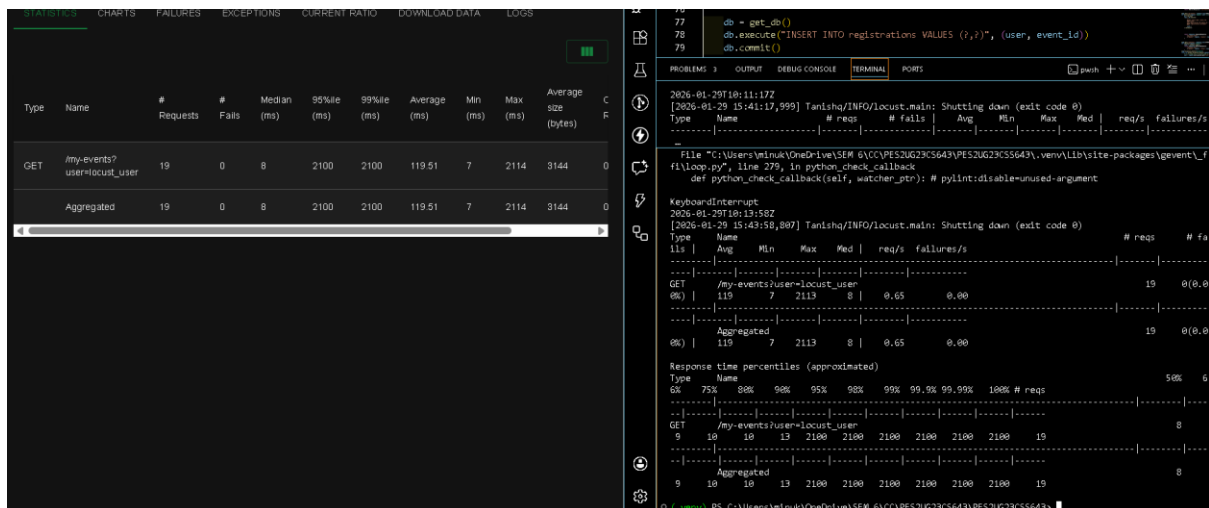 STATISTICS CHARTS FAILURES EXCEPTIONS CURRENT RATIO DOWNLOAD DATA LOGS
Type Name # Requests # Fails Median (ms) 95%ile (ms) 99%ile (ms) Average (ms) Min (ms) Max (ms) Average size (bytes)
GET /my-events?user=locust_user 19 0 8 2100 2100 119.51 7 2114 3144
Aggregated 19 0 8 2100 2100 119.51 7 2114 3144
77 db = get_db()
78 db.execute("INSERT INTO registrations VALUES (?,?)", (user, event_id))
79 db.commit()
PROBLEMS 3 OUTPUT DEBUG CONSOLE TERMINAL PORTS pwsh
2026-01-29T10:11:17Z
[2026-01-29 15:41:17,999] Tanishq/INFO/locust.main: Shutting down (exit code 0)
Type Name # reqs # fails | Avg Min Max Med | req/s failures/s
--------|
File "C:\Users\minuk\OneDrive\SEM 6\CC\PES2UG23CS643\PES2UG23CS643\.venv\Lib\site-packages\gevent\_f
fi\loop.py", line 279, in python_check_callback
def python_check_callback(self, watcher_ptr): # pylint:disable=unused-argument
KeyboardInterrupt
2026-01-29T10:13:58Z
[2026-01-29 15:43:58,807] Tanishq/INFO/locust.main: Shutting down (exit code 0)
Type Name # reqs # fa
ils | Avg Min Max Med | req/s failures/s
GET /my-events?user=locust_user 19 0(0.0
0%) | 119 7 2113 8 | 0.65 0.00
Aggregated 19 0(0.0
0%) | 119 7 2113 8 | 0.65 0.00
Response time percentiles (approximated)
Type Name 50% 6
6% 75% 80% 90% 95% 98% 99% 99.9% 99.99% 100% # reqs
GET /my-events?user=locust_user 8
9 10 10 13 2100 2100 2100 2100 2100 2100 19
Aggregated 8
9 10 10 13 2100 2100 2100 2100 2100 2100 19
(.venv) PS C:\Users\minuk\OneDrive\SEM 6\CC\PES2UG23CS643\PES2UG23CS643>